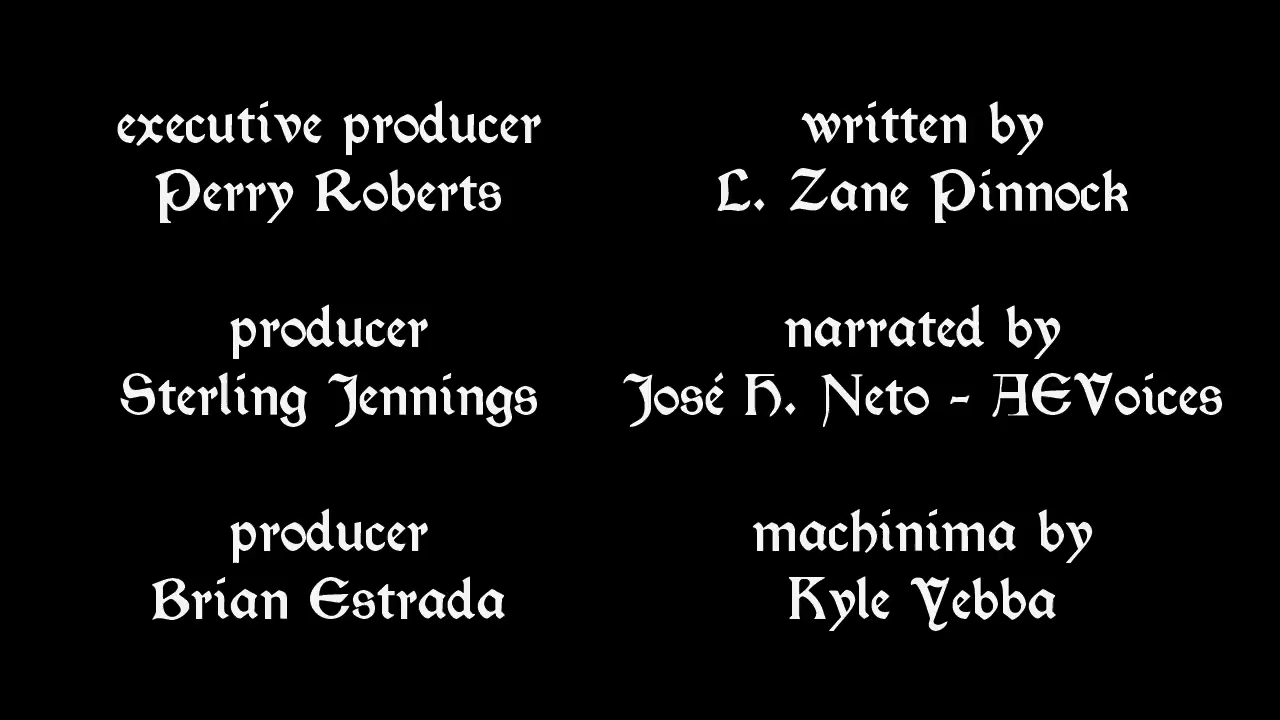 executive producer
Perry Roberts
producer
Sterling Jennings
producer
Brian Estrada
written by
L. Zane Pinnock
narrated by
José H. Neto - AEVoices
machinima by
Kyle Yebba